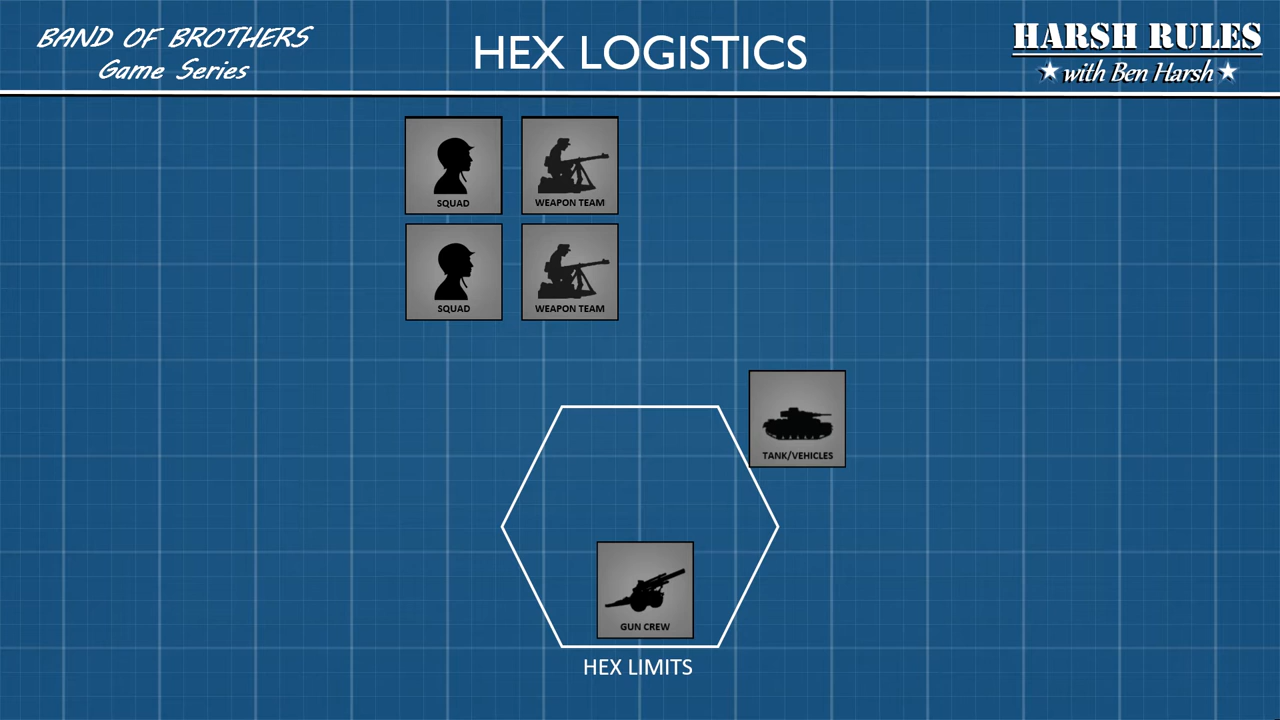 BAND OF BROTHERS
Game Series
HEX LOGISTICS
HARSH RULES
with Ben Harsh
SQUAD
WEAPON TEAM
SQUAD
WEAPON TEAM
TANK/VEHICLES
GUN CREW
HEX LIMITS